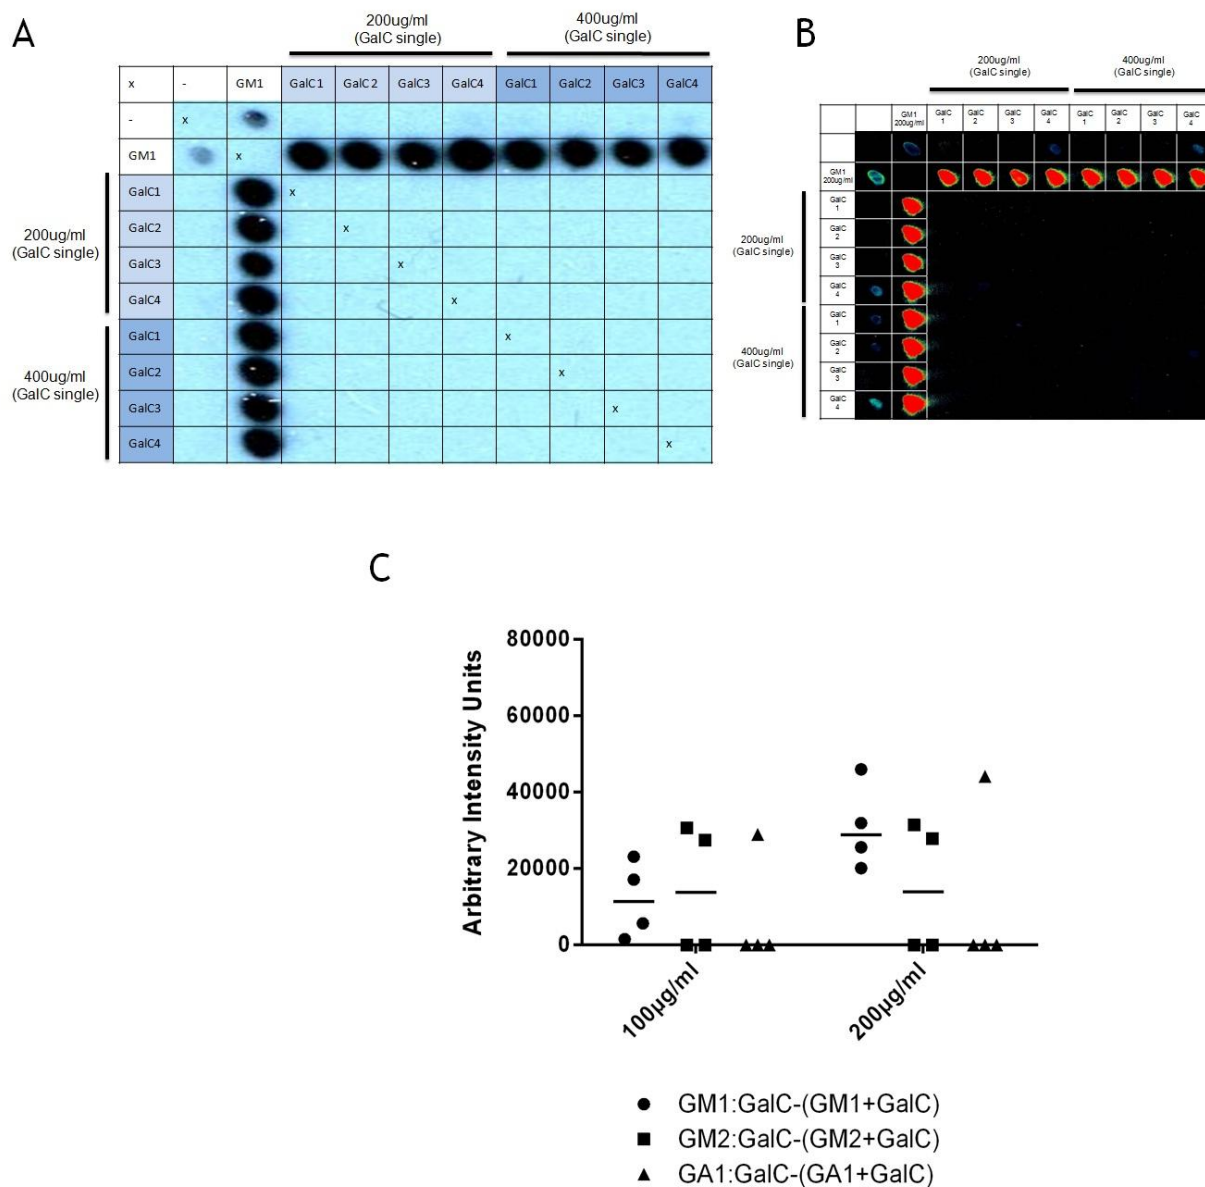 A
200ug/ml
(GalC single)
400ug/ml
(GalC single)
x - GM1 GalC1 GalC 2 GalC3 GalC4 GalC1 GalC2 GalC3 GalC4
- x
GM1 x
GalC1 x
GalC2 x
GalC3 x
GalC4 x
GalC1 x
GalC2 x
GalC3 x
GalC4 x
200ug/ml
(GalC single)
400ug/ml
(GalC single)
B
200ug/ml
(GalC single)
400ug/ml
(GalC single)
GM1 200ug/ml GalC 1 GalC 2 GalC 3 GalC 4 GalC 1 GalC 2 GalC 3 GalC 4
GM1
200ug/ml
GalC
1
GalC
2
GalC
3
GalC
4
GalC
1
GalC
2
GalC
3
GalC
4
200ug/ml
(GalC single)
400ug/ml
(GalC single)
C
Arbitrary Intensity Units
80000
60000
40000
20000
0
100µg/ml
200µg/ml
GM1:GalC-(GM1+GalC)
GM2:GalC-(GM2+GalC)
GA1:GalC-(GA1+GalC)